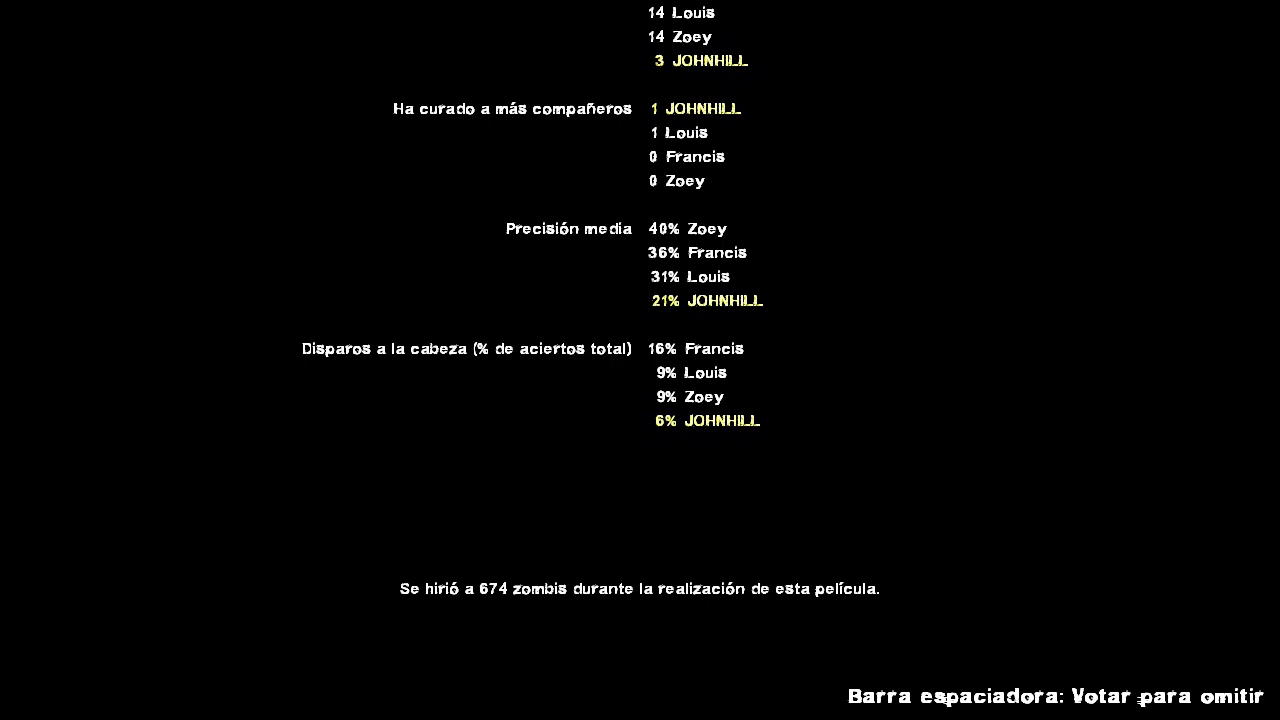 14 Louis
14 Zoey
3 JOHNHILL
Ha curado a más compañeros 1 JOHNHILL
1 Louis
0 Francis
0 Zoey
Precisión media 40% Zoey
36% Francis
31% Louis
21% JOHNHILL
Disparos a la cabeza (% de aciertos total) 16% Francis
9% Louis
9% Zoey
6% JOHNHILL
Se hirió a 674 zombis durante la realización de esta película.
Barra espaciadora: Votar para omitir